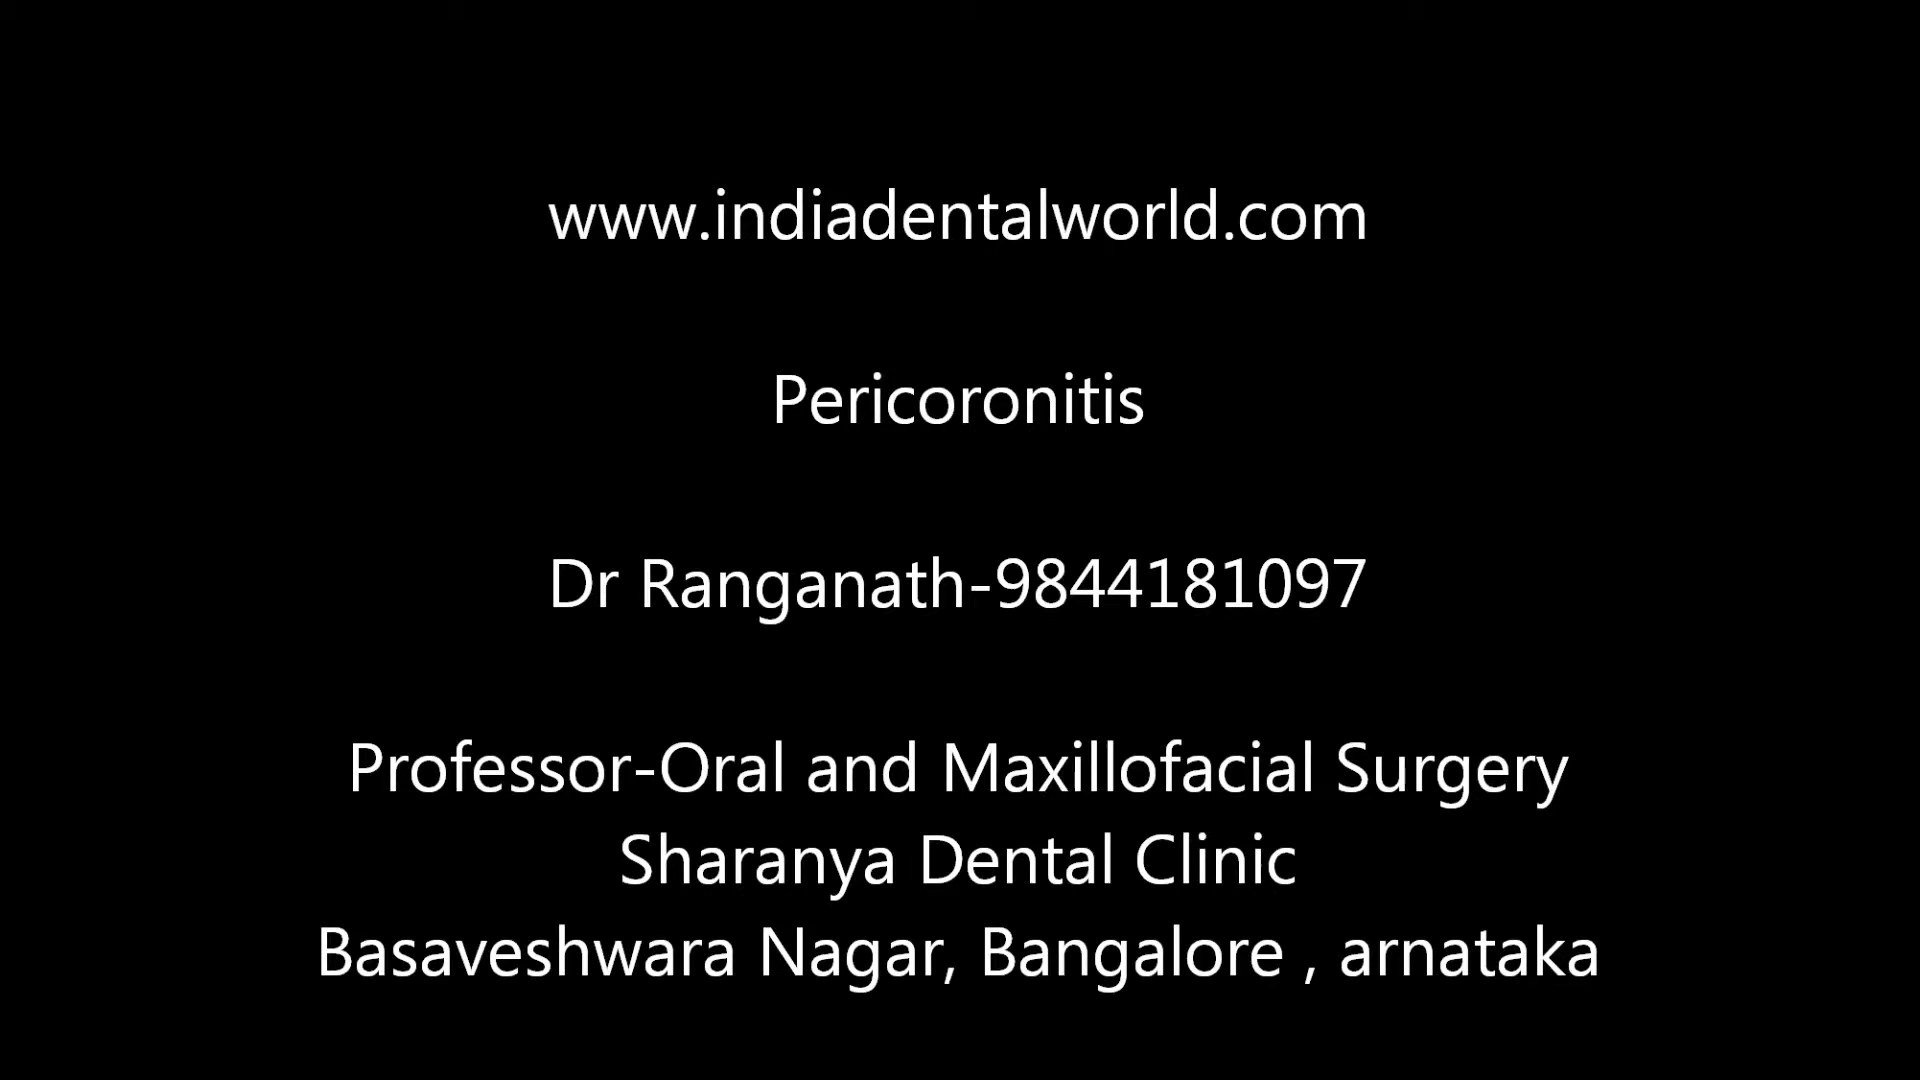 www.indiadentalworld.com
Pericoronitis
Dr Ranganath-9844181097
Professor-Oral and Maxillofacial Surgery
Sharanya Dental Clinic
Basaveshwara Nagar, Bangalore , arnataka